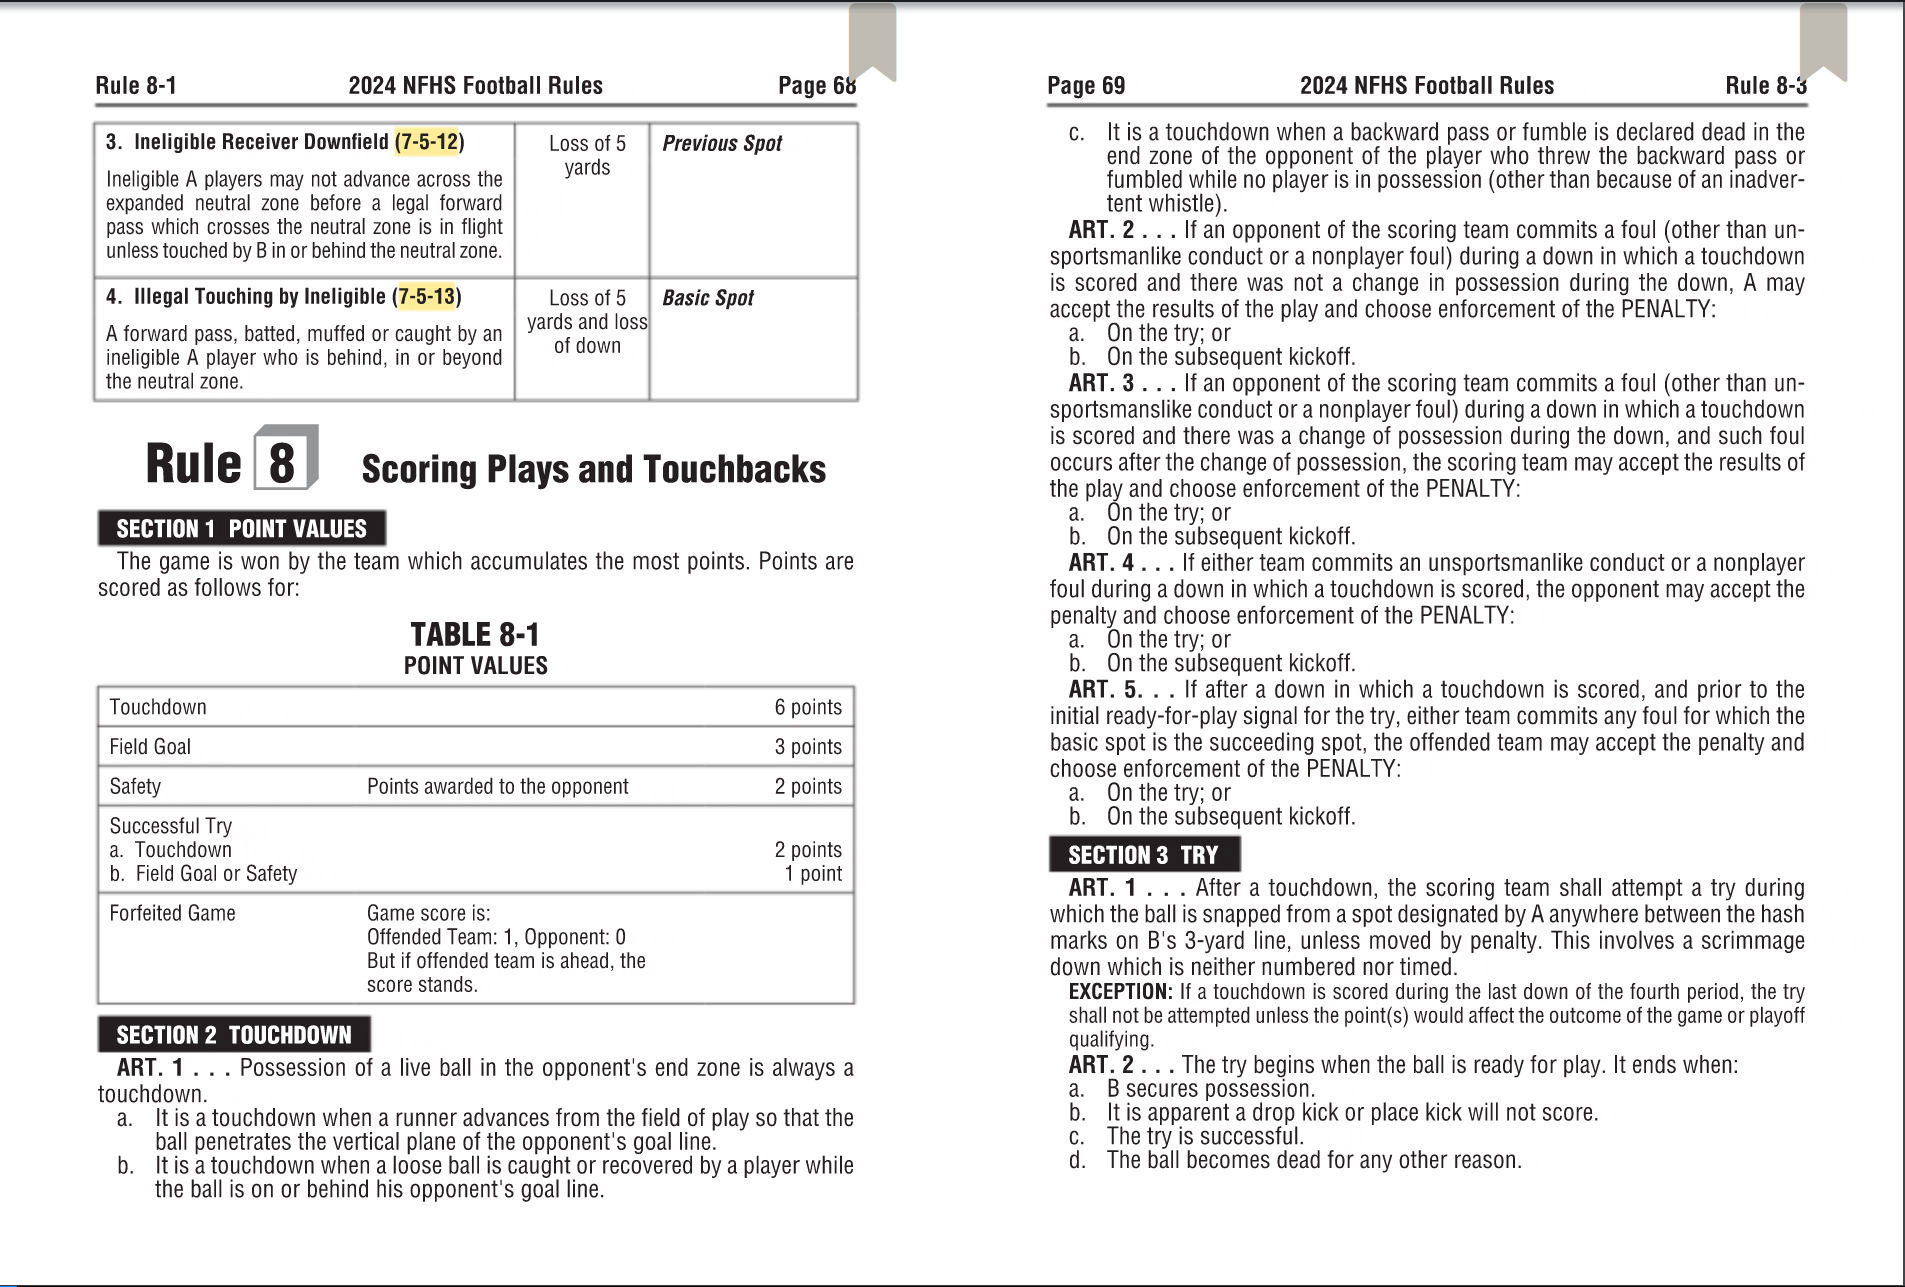 Rule 8-1 2024 NFHS Football Rules Page 68
3. Ineligible Receiver Downfield (7-5-12)
Ineligible A players may not advance across the
expanded neutral zone before a legal forward
pass which crosses the neutral zone is in flight
unless touched by B in or behind the neutral zone.
Loss of 5
yards
Previous Spot
4. Illegal Touching by Ineligible (7-5-13)
A forward pass, batted, muffed or caught by an
ineligible A player who is behind, in or beyond
the neutral zone.
Loss of 5
yards and loss
of down
Basic Spot
Rule 8 Scoring Plays and Touchbacks
SECTION 1 POINT VALUES
The game is won by the team which accumulates the most points. Points are
scored as follows for:
TABLE 8-1
POINT VALUES
Touchdown 6 points
Field Goal 3 points
Safety Points awarded to the opponent 2 points
Successful Try
a. Touchdown 2 points
b. Field Goal or Safety 1 point
Forfeited Game Game score is:
Offended Team: 1, Opponent: 0
But if offended team is ahead, the
score stands.
SECTION 2 TOUCHDOWN
ART. 1 . . . Possession of a live ball in the opponent's end zone is always a
touchdown.
a. It is a touchdown when a runner advances from the field of play so that the
ball penetrates the vertical plane of the opponent's goal line.
b. It is a touchdown when a loose ball is caught or recovered by a player while
the ball is on or behind his opponent's goal line.
Page 69 2024 NFHS Football Rules Rule 8-3
c. It is a touchdown when a backward pass or fumble is declared dead in the
end zone of the opponent of the player who threw the backward pass or
fumbled while no player is in possession (other than because of an inadver-
tent whistle).
ART. 2 . . . If an opponent of the scoring team commits a foul (other than un-
sportsmanlike conduct or a nonplayer foul) during a down in which a touchdown
is scored and there was not a change in possession during the down, A may
accept the results of the play and choose enforcement of the PENALTY:
a. On the try; or
b. On the subsequent kickoff.
ART. 3 . . . If an opponent of the scoring team commits a foul (other than un-
sportsmanslike conduct or a nonplayer foul) during a down in which a touchdown
is scored and there was a change of possession during the down, and such foul
occurs after the change of possession, the scoring team may accept the results of
the play and choose enforcement of the PENALTY:
a. On the try; or
b. On the subsequent kickoff.
ART. 4 . . . If either team commits an unsportsmanlike conduct or a nonplayer
foul during a down in which a touchdown is scored, the opponent may accept the
penalty and choose enforcement of the PENALTY:
a. On the try; or
b. On the subsequent kickoff.
ART. 5. . . If after a down in which a touchdown is scored, and prior to the
initial ready-for-play signal for the try, either team commits any foul for which the
basic spot is the succeeding spot, the offended team may accept the penalty and
choose enforcement of the PENALTY:
a. On the try; or
b. On the subsequent kickoff.
SECTION 3 TRY
ART. 1 . . . After a touchdown, the scoring team shall attempt a try during
which the ball is snapped from a spot designated by A anywhere between the hash
marks on B's 3-yard line, unless moved by penalty. This involves a scrimmage
down which is neither numbered nor timed.
EXCEPTION: If a touchdown is scored during the last down of the fourth period, the try
shall not be attempted unless the point(s) would affect the outcome of the game or playoff
qualifying.
ART. 2 . . . The try begins when the ball is ready for play. It ends when:
a. B secures possession.
b. It is apparent a drop kick or place kick will not score.
c. The try is successful.
d. The ball becomes dead for any other reason.